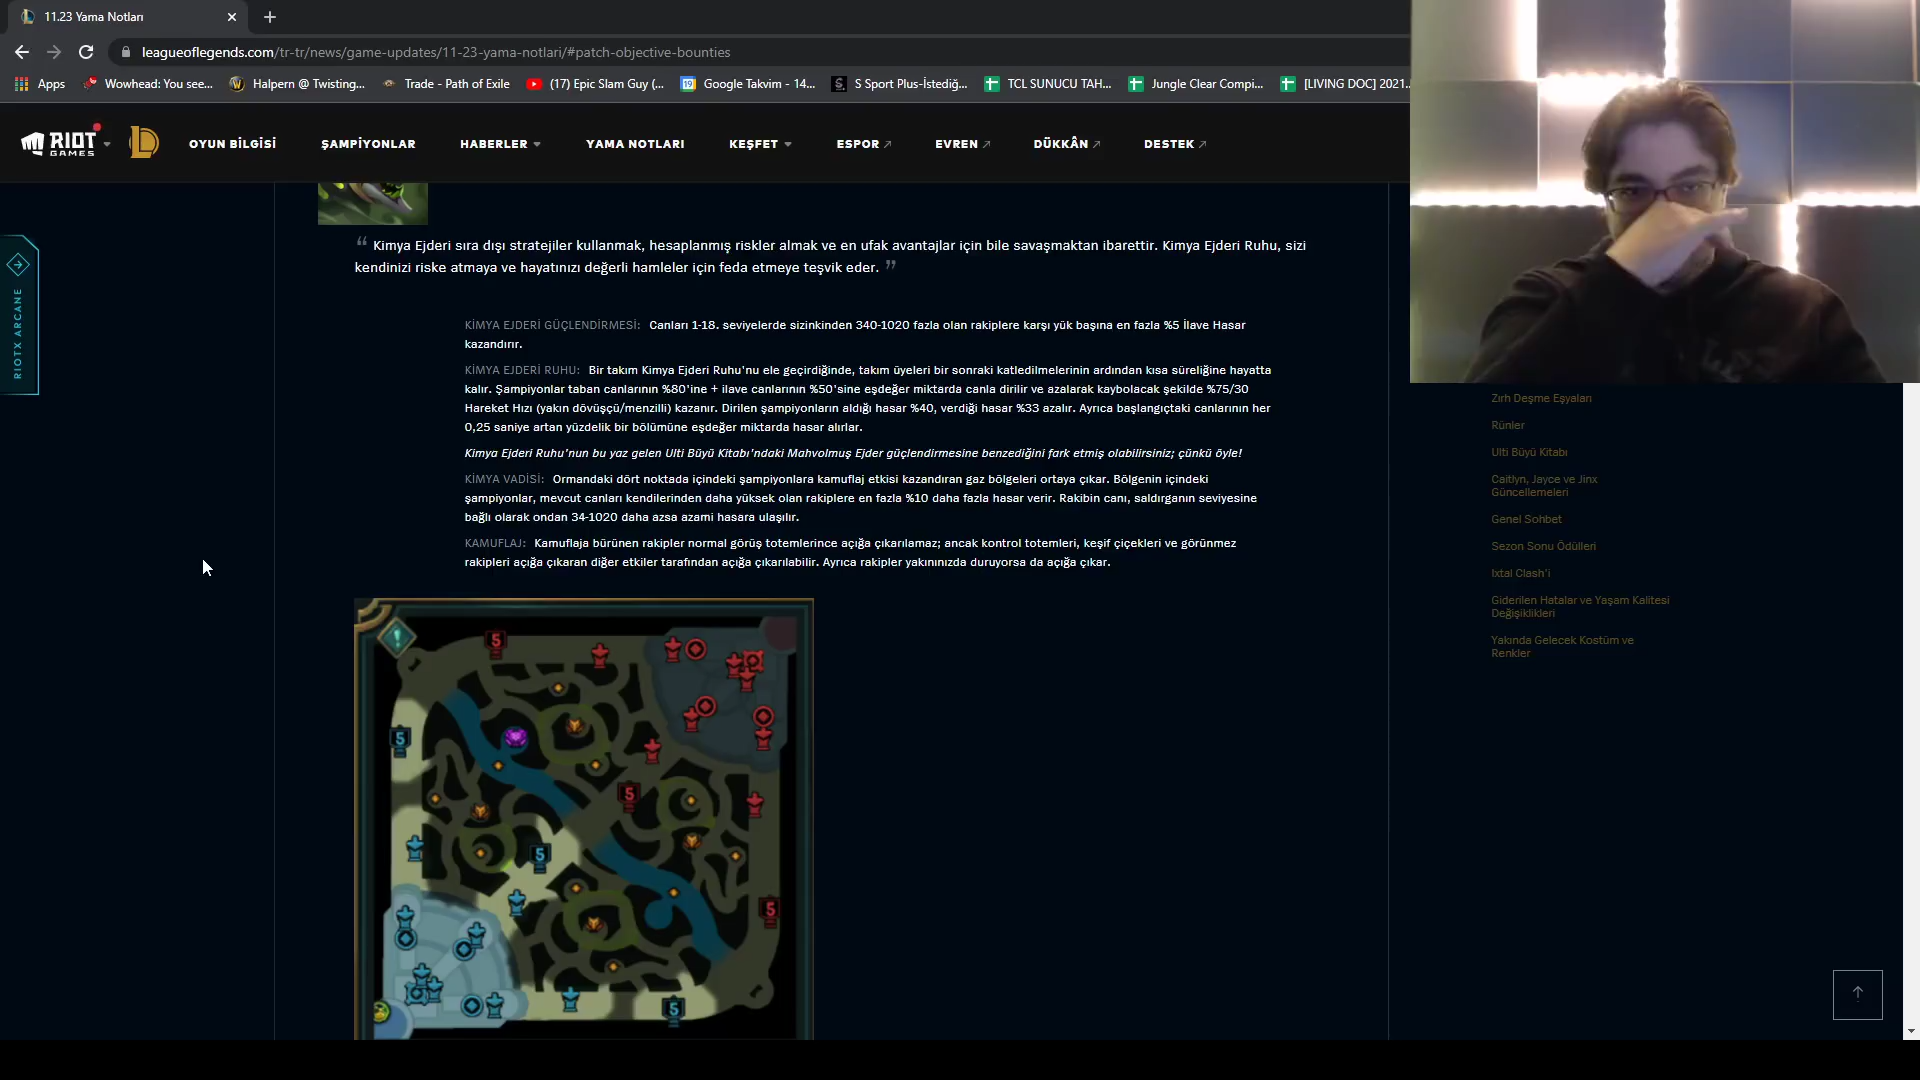 11.23 Yama Notları
leagueoflegends.com/tr-tr/news/game-updates/11-23-yama-notlari/#patch-objective-bounties
Apps
Wowhead: You see...
Halpern @ Twisting...
Trade - Path of Exile
(17) Epic Slam Guy (...
Google Takvim - 14...
S Sport Plus-İstediğ...
TCL SUNUCU TAH...
Jungle Clear Compi...
[LIVING DOC] 2021..
RIOT
GAMES
OYUN BİLGİSİ
ŞAMPİYONLAR
HABERLER
YAMA NOTLARI
KEŞFET
ESPOR
EVREN
DÜKKÂN
DESTEK
RIOTX ARCANE
“ Kimya Ejderi sıra dışı stratejiler kullanmak, hesaplanmış riskler almak ve en ufak avantajlar için bile savaşmaktan ibarettir. Kimya Ejderi Ruhu, sizi
kendinizi riske atmaya ve hayatınızı değerli hamleler için feda etmeye teşvik eder. ”
KİMYA EJDERİ GÜÇLENDİRMESİ: Canları 1-18. seviyelerde sizinkinden 340-1020 fazla olan rakiplere karşı yük başına en fazla %5 İlave Hasar
kazandırır.
KİMYA EJDERİ RUHU: Bir takım Kimya Ejderi Ruhu'nu ele geçirdiğinde, takım üyeleri bir sonraki katledilmelerinin ardından kısa süreliğine hayatta
kalır. Şampiyonlar taban canlarının %80'ine + ilave canlarının %50'sine eşdeğer miktarda canla dirilir ve azalarak kaybolacak şekilde %75/30
Hareket Hızı (yakın dövüşçü/menzilli) kazanır. Dirilen şampiyonların aldığı hasar %40, verdiği hasar %33 azalır. Ayrıca başlangıçtaki canlarının her
0,25 saniye artan yüzdelik bir bölümüne eşdeğer miktarda hasar alırlar.
Kimya Ejderi Ruhu'nun bu yaz gelen Ulti Büyü Kitabı'ndaki Mahvolmuş Ejder güçlendirmesine benzediğini fark etmiş olabilirsiniz; çünkü öyle!
KİMYA VADİSİ: Ormandaki dört noktada içindeki şampiyonlara kamuflaj etkisi kazandıran gaz bölgeleri ortaya çıkar. Bölgenin içindeki
şampiyonlar, mevcut canları kendilerinden daha yüksek olan rakiplere en fazla %10 daha fazla hasar verir. Rakibin canı, saldırganın seviyesine
bağlı olarak ondan 34-1020 daha azsa azami hasara ulaşılır.
KAMUFLAJ: Kamuflaja bürünen rakipler normal görüş totemlerince açığa çıkarılamaz; ancak kontrol totemleri, keşif çiçekleri ve görünmez
rakipleri açığa çıkaran diğer etkiler tarafından açığa çıkarılabilir. Ayrıca rakipler yakınınızda duruyorsa da açığa çıkar.
5
5
5
5
5
5
Zırh Deşme Eşyaları
Rünler
Ulti Büyü Kitabı
Caitlyn, Jayce ve Jinx
Güncellemeleri
Genel Sohbet
Sezon Sonu Ödülleri
Ixtal Clash'i
Giderilen Hatalar ve Yaşam Kalitesi
Değişiklikleri
Yakında Gelecek Kostüm ve
Renkler